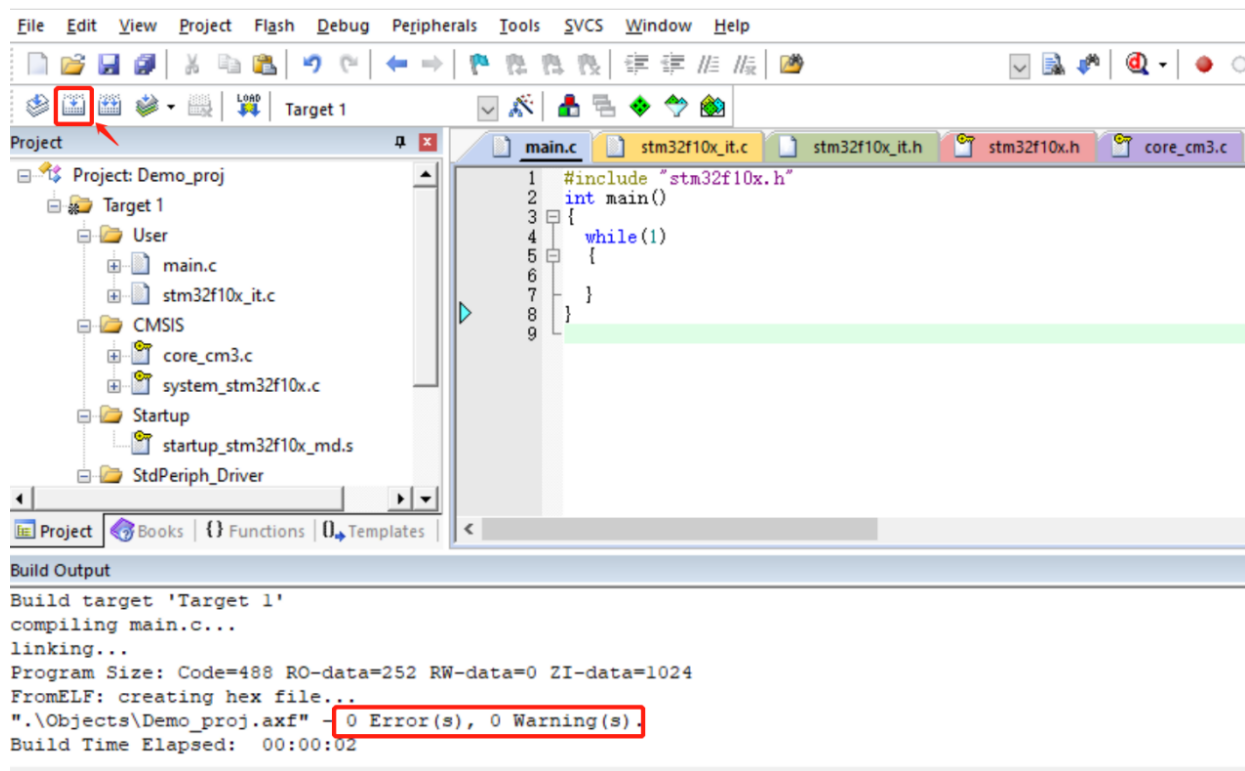 File Edit View Project Flash Debug Peripherals Tools SVCS Window Help
LOAD Target 1
Project
main.c stm32f10x_it.c stm32f10x_it.h stm32f10x.h core_cm3.c
Project: Demo_proj
Target 1
User
main.c
stm32f10x_it.c
CMSIS
core_cm3.c
system_stm32f10x.c
Startup
startup_stm32f10x_md.s
StdPeriph_Driver
1 #include "stm32f10x.h"
2 int main()
3 {
4 while(1)
5 {
6
7 }
8 }
9
Project Books {} Functions 0 Templates
Build Output
Build target 'Target 1'
compiling main.c...
linking...
Program Size: Code=488 RO-data=252 RW-data=0 ZI-data=1024
FromELF: creating hex file...
".\Objects\Demo_proj.axf" - 0 Error(s), 0 Warning(s).
Build Time Elapsed: 00:00:02